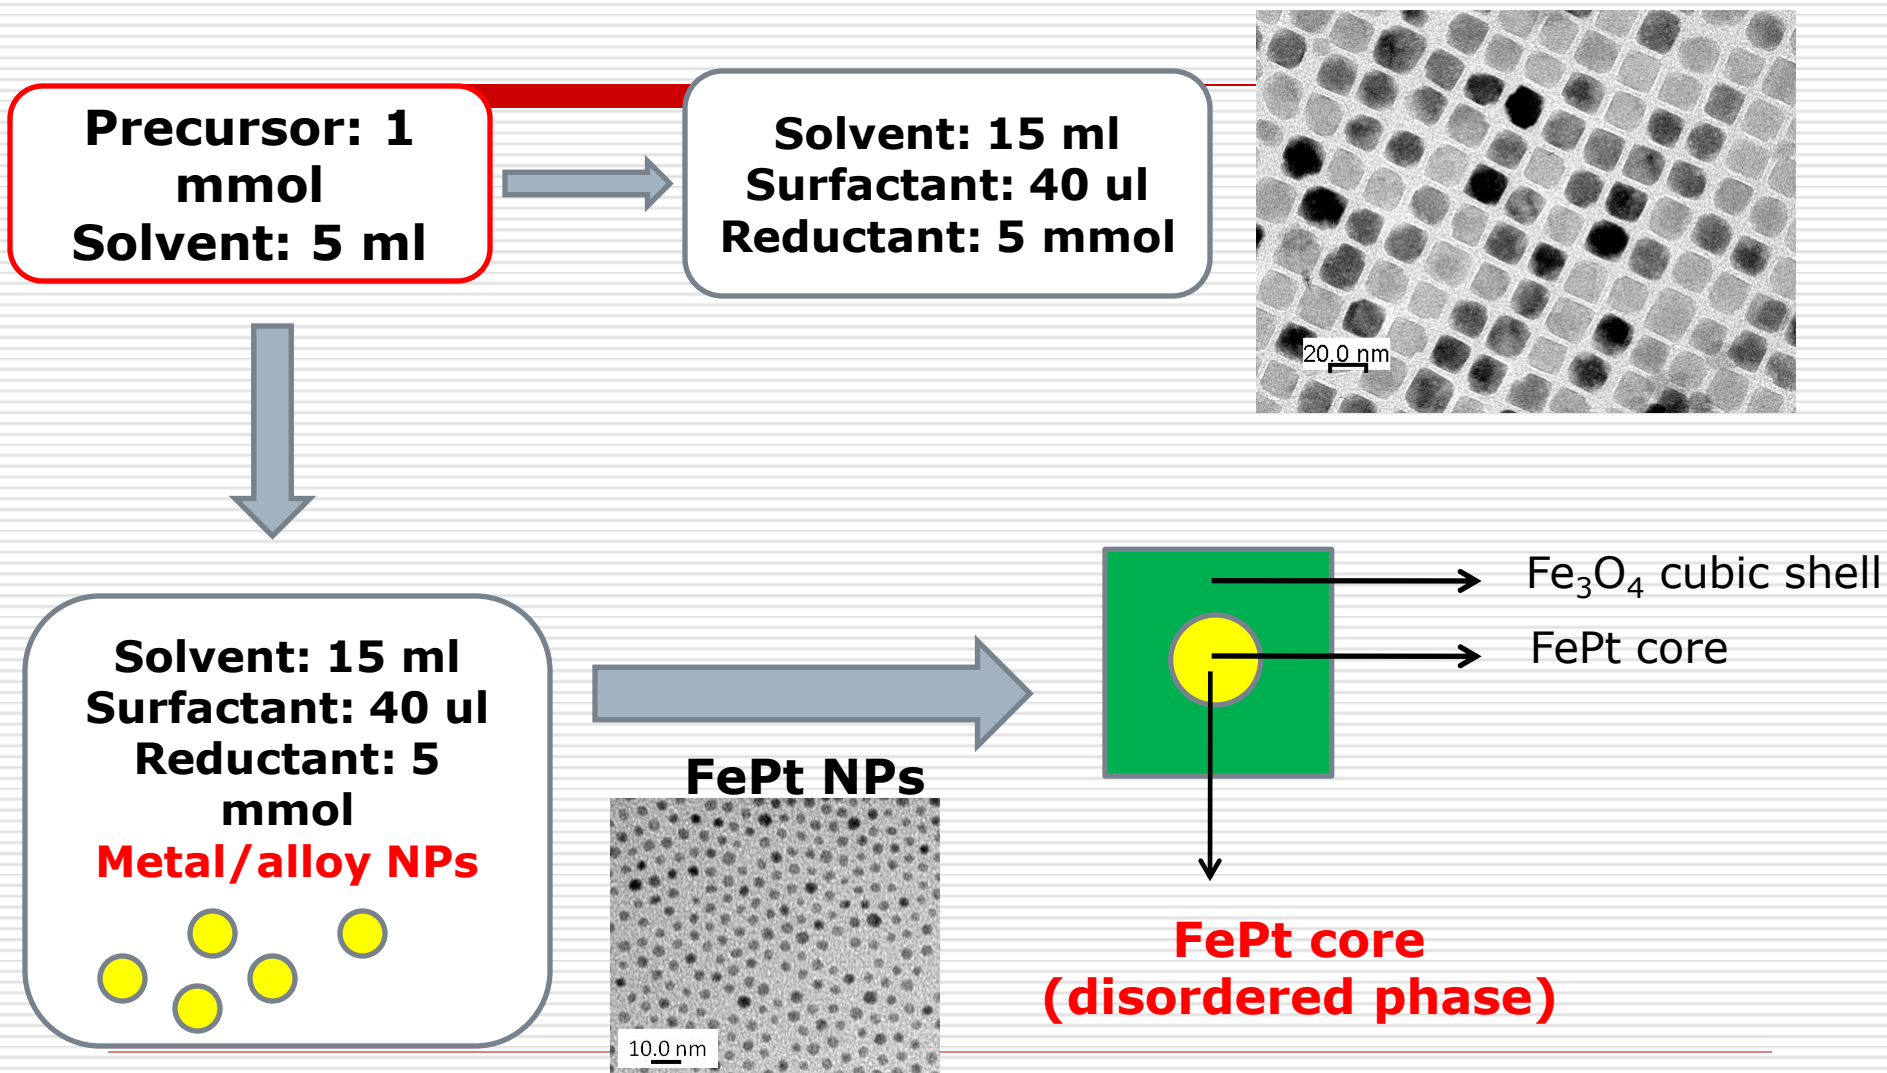 Precursor: 1
mmol
Solvent: 5 ml
Solvent: 15 ml
Surfactant: 40 ul
Reductant: 5 mmol
20.0 nm
Solvent: 15 ml
Surfactant: 40 ul
Reductant: 5
mmol
Metal/alloy NPs
FePt NPs
10.0 nm
Fe₃O₄ cubic shell
FePt core
FePt core
(disordered phase)